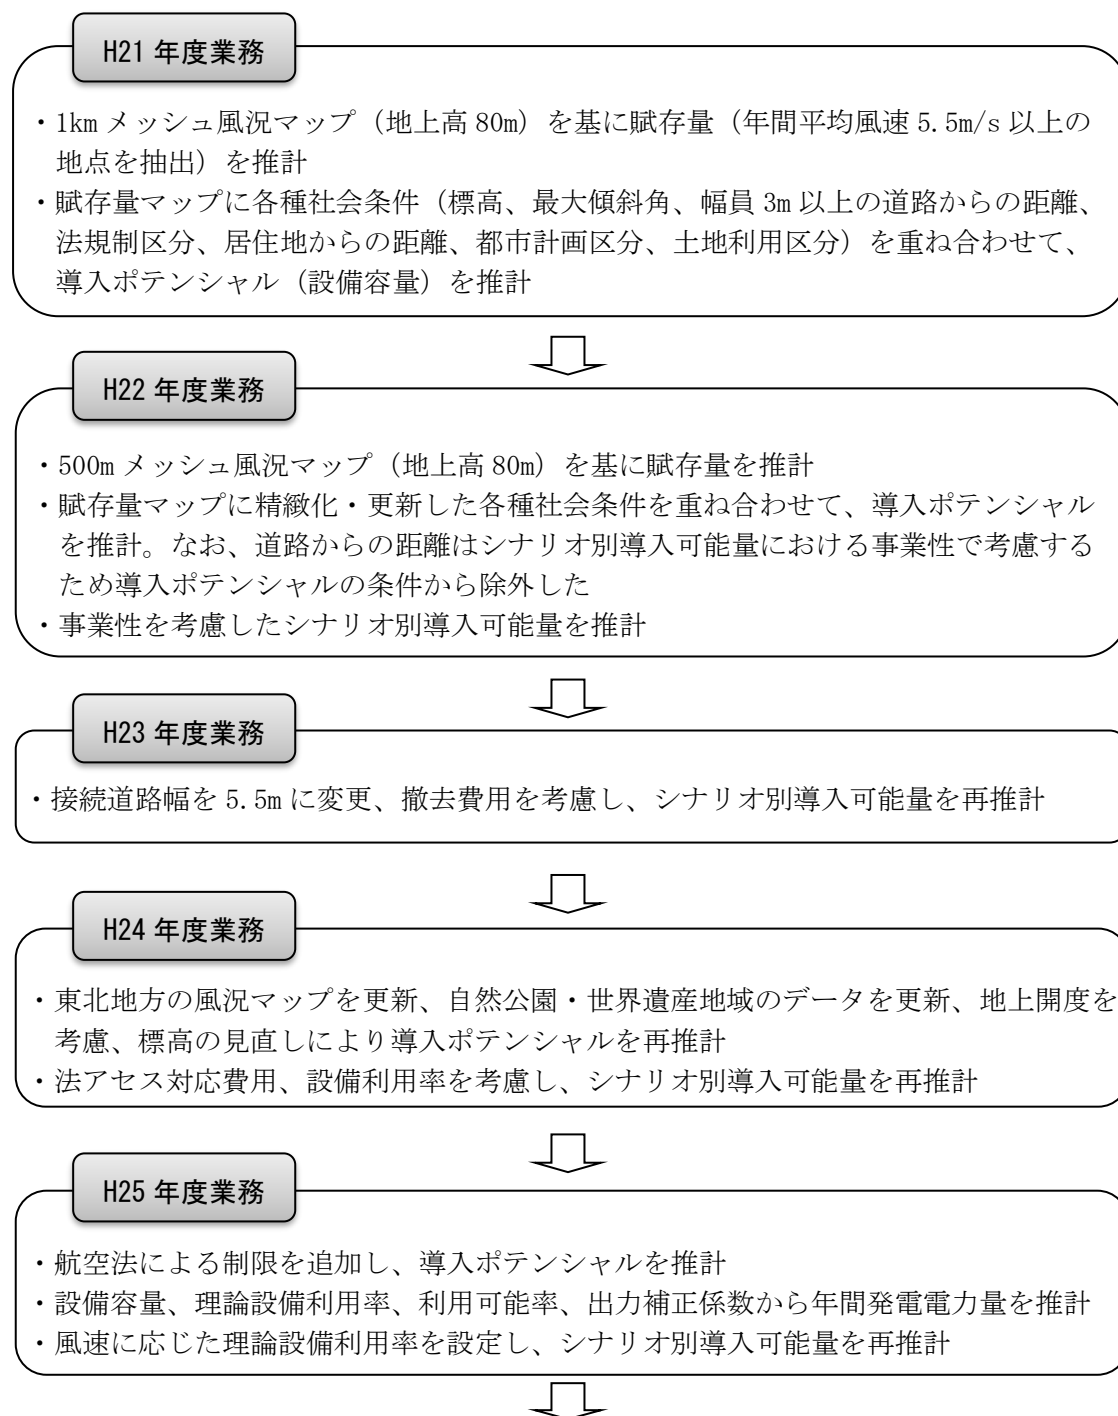 H21 年度業務
・1km メッシュ風況マップ（地上高 80m）を基に賦存量（年間平均風速 5.5m/s 以上の
地点を抽出）を推計
・賦存量マップに各種社会条件（標高、最大傾斜角、幅員 3m 以上の道路からの距離、
法規制区分、居住地からの距離、都市計画区分、土地利用区分）を重ね合わせて、
導入ポテンシャル（設備容量）を推計
H22 年度業務
・500m メッシュ風況マップ（地上高 80m）を基に賦存量を推計
・賦存量マップに精緻化・更新した各種社会条件を重ね合わせて、導入ポテンシャル
を推計。なお、道路からの距離はシナリオ別導入可能量における事業性で考慮する
ため導入ポテンシャルの条件から除外した
・事業性を考慮したシナリオ別導入可能量を推計
H23 年度業務
・接続道路幅を 5.5m に変更、撤去費用を考慮し、シナリオ別導入可能量を再推計
H24 年度業務
・東北地方の風況マップを更新、自然公園・世界遺産地域のデータを更新、地上開度を
考慮、標高の見直しにより導入ポテンシャルを再推計
・法アセス対応費用、設備利用率を考慮し、シナリオ別導入可能量を再推計
H25 年度業務
・航空法による制限を追加し、導入ポテンシャルを推計
・設備容量、理論設備利用率、利用可能率、出力補正係数から年間発電電力量を推計
・風速に応じた理論設備利用率を設定し、シナリオ別導入可能量を再推計